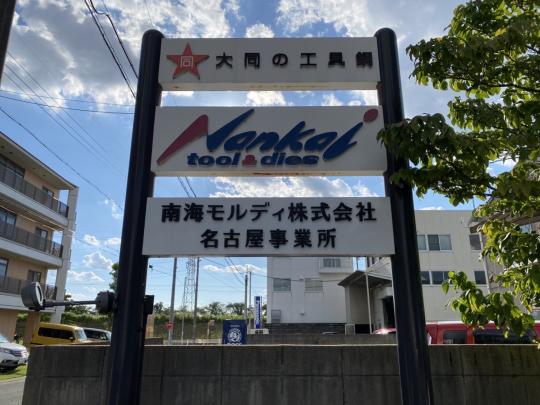 同 大同の工具鋼
Nankai
tool & dies
南海モルディ株式会社
名古屋事業所